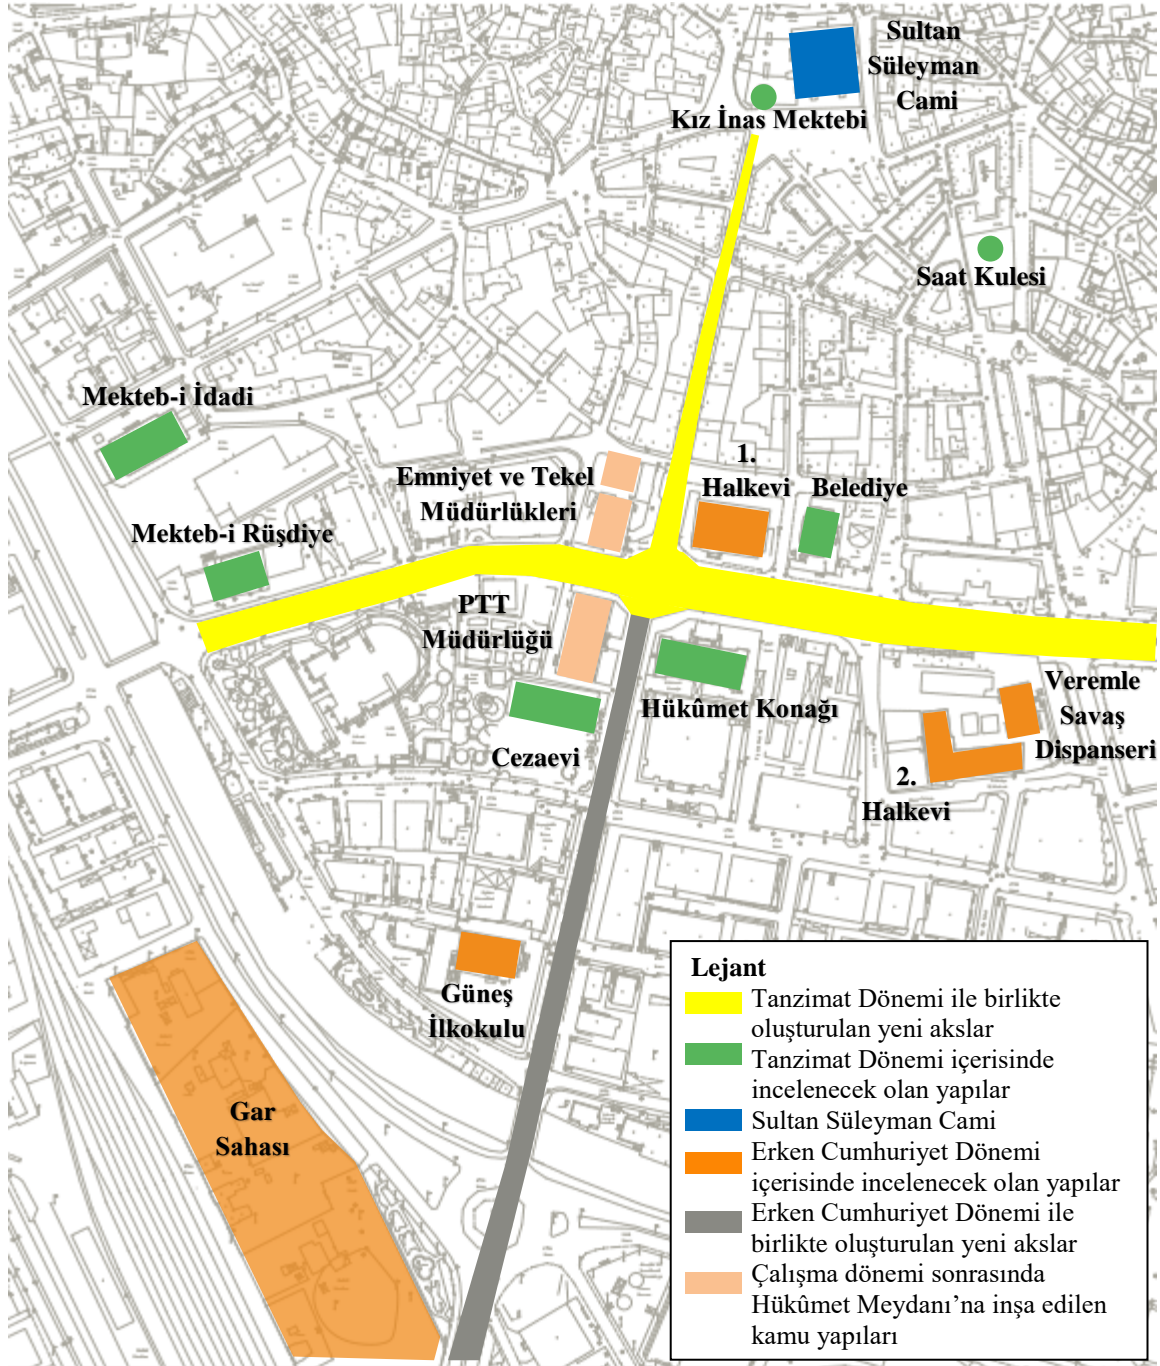 Sultan
Süleyman
Cami
Kız İnas Mektebi
Saat Kulesi
Mekteb-i İdadi
1.
Halkevi
Belediye
Emniyet ve Tekel
Müdürlükleri
Mekteb-i Rüşdiye
PTT
Müdürlüğü
Hükûmet Konağı
Veremle
Savaş
Dispanseri
Cezaevi
2.
Halkevi
Güneş
İlkokulu
Gar
Sahası
Lejant
Tanzimat Dönemi ile birlikte
oluşturulan yeni akslar
Tanzimat Dönemi içerisinde
incelenecek olan yapılar
Sultan Süleyman Cami
Erken Cumhuriyet Dönemi
içerisinde incelenecek olan yapılar
Erken Cumhuriyet Dönemi ile
birlikte oluşturulan yeni akslar
Çalışma dönemi sonrasında
Hükûmet Meydanı’na inşa edilen
kamu yapıları